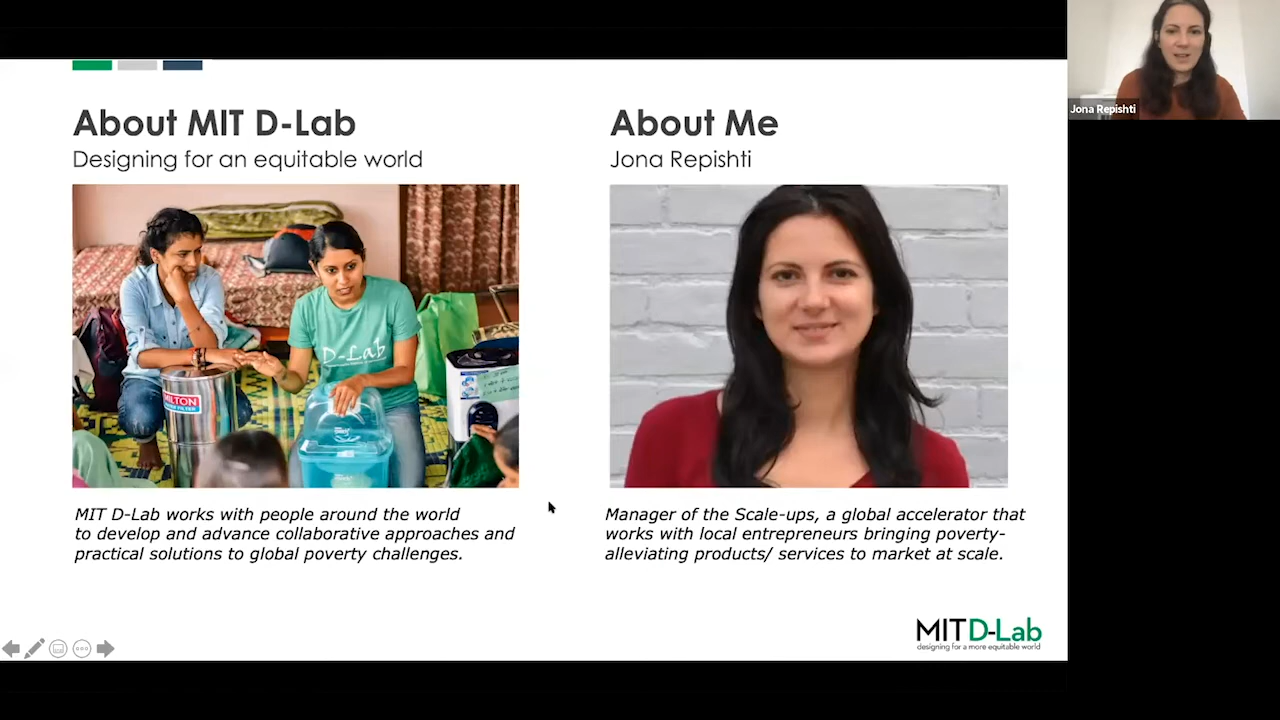 About MIT D-Lab
Designing for an equitable world
D-Lab
MILTON
MIT D-Lab works with people around the world
to develop and advance collaborative approaches and
practical solutions to global poverty challenges.
About Me
Jona Repishti
Manager of the Scale-ups, a global accelerator that
works with local entrepreneurs bringing poverty-
alleviating products/ services to market at scale.
MIT D-Lab
designing for a more equitable world
Jona Repishti